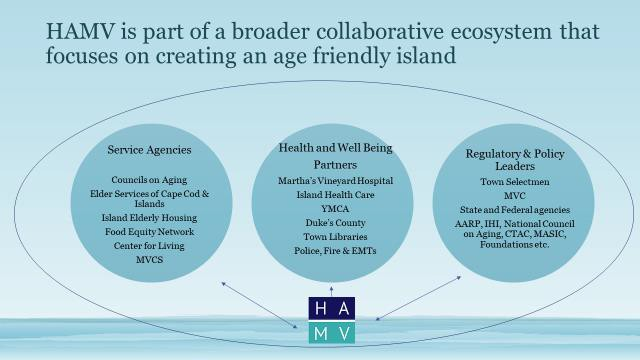 HAMV is part of a broader collaborative ecosystem that
focuses on creating an age friendly island
Service Agencies
Councils on Aging
Elder Services of Cape Cod &
Islands
Island Elderly Housing
Food Equity Network
Center for Living
MVCS
Health and Well Being
Partners
Martha's Vineyard Hospital
Island Health Care
YMCA
Duke's County
Town Libraries
Police, Fire & EMTs
Regulatory & Policy
Leaders
Town Selectmen
MVC
State and Federal agencies
AARP, IHI, National Council
on Aging, CTAC, MASIC,
Foundations etc.
H A
M V